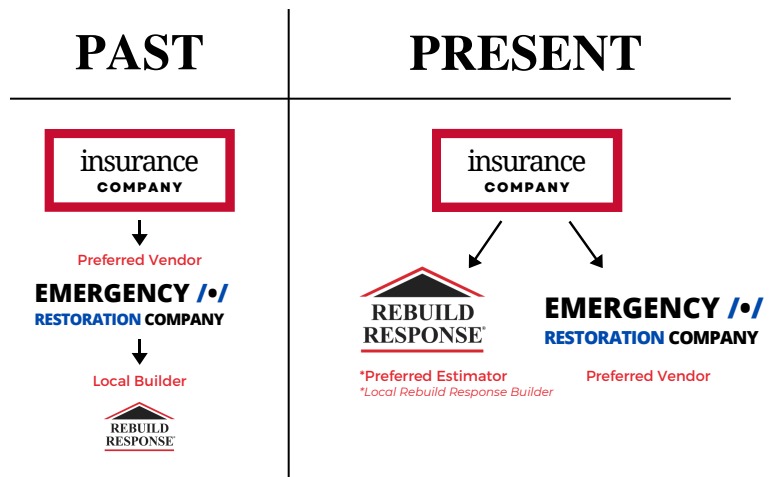 PAST
insurance
COMPANY
Preferred Vendor
EMERGENCY /•/
RESTORATION COMPANY
Local Builder
REBUILD
RESPONSE
PRESENT
insurance
COMPANY
REBUILD
RESPONSE®
*Preferred Estimator
*Local Rebuild Response Builder
EMERGENCY /•/
RESTORATION COMPANY
Preferred Vendor